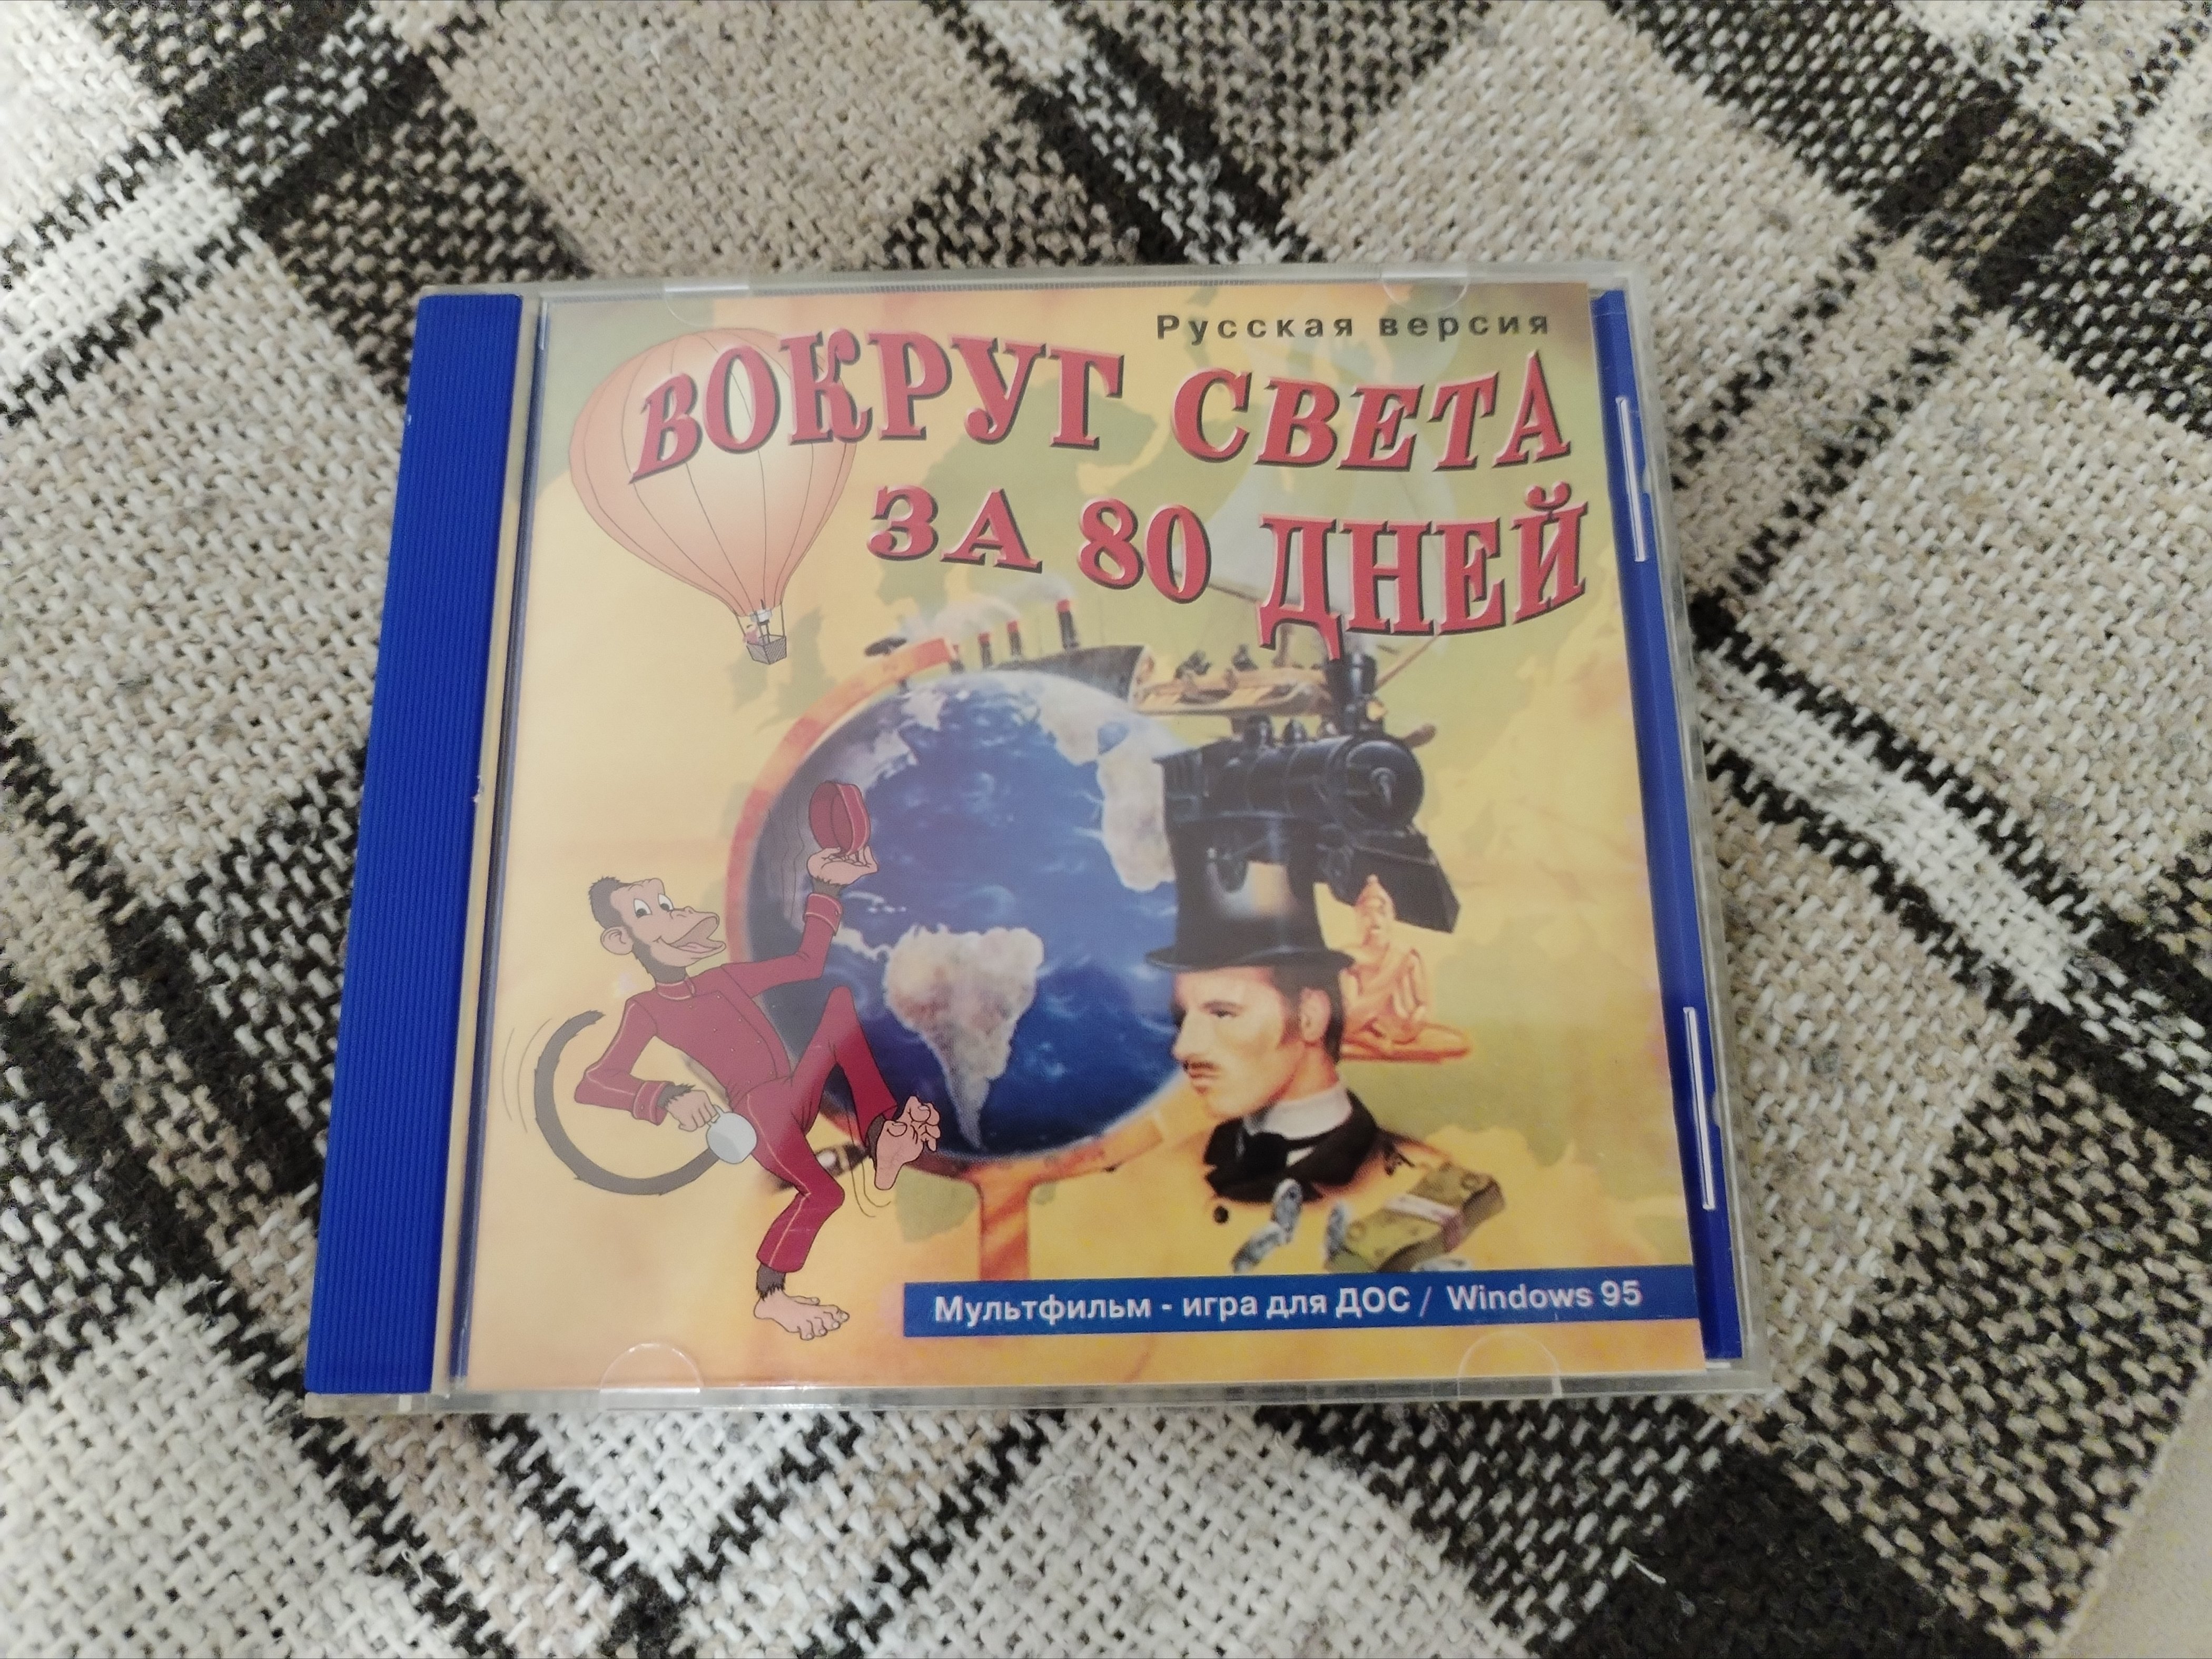 Русская версия
ВОКРУГ СВЕТА
ЗА 80 ДНЕЙ
Мультфильм - игра для ДОС / Windows 95